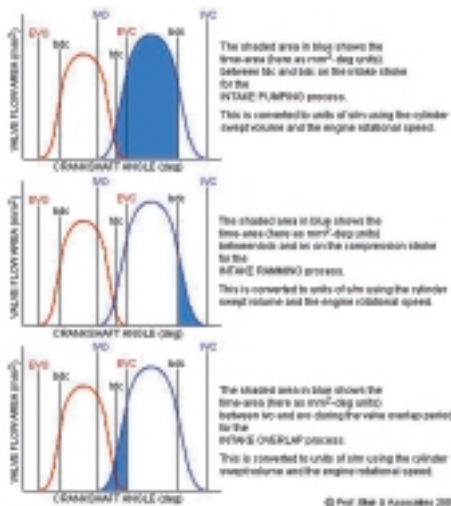 IVO IVC
EVO EVC
bdc tdc bdc
VALVE FLOW AREA (mm²)
CRANKSHAFT ANGLE (deg)
The shaded area in blue shows the
time-area (here as mm²-deg units)
between tdc and bdc on the intake stroke
for the
INTAKE PUMPING process.
This is converted to units of s/m using the cylinder
swept volume and the engine rotational speed.
IVO IVC
EVO EVC
bdc tdc bdc
VALVE FLOW AREA (mm²)
CRANKSHAFT ANGLE (deg)
The shaded area in blue shows the
time-area (here as mm²-deg units)
between bdc and ivc on the compression stroke
for the
INTAKE RAMMING process.
This is converted to units of s/m using the cylinder
swept volume and the engine rotational speed.
IVO IVC
EVO EVC
bdc tdc bdc
VALVE FLOW AREA (mm²)
CRANKSHAFT ANGLE (deg)
The shaded area in blue shows the
time-area (here as mm²-deg units)
between ivo and evc during the valve overlap period
for the
INTAKE OVERLAP process.
This is converted to units of s/m using the cylinder
swept volume and the engine rotational speed.
© Prof. Blair & Associates